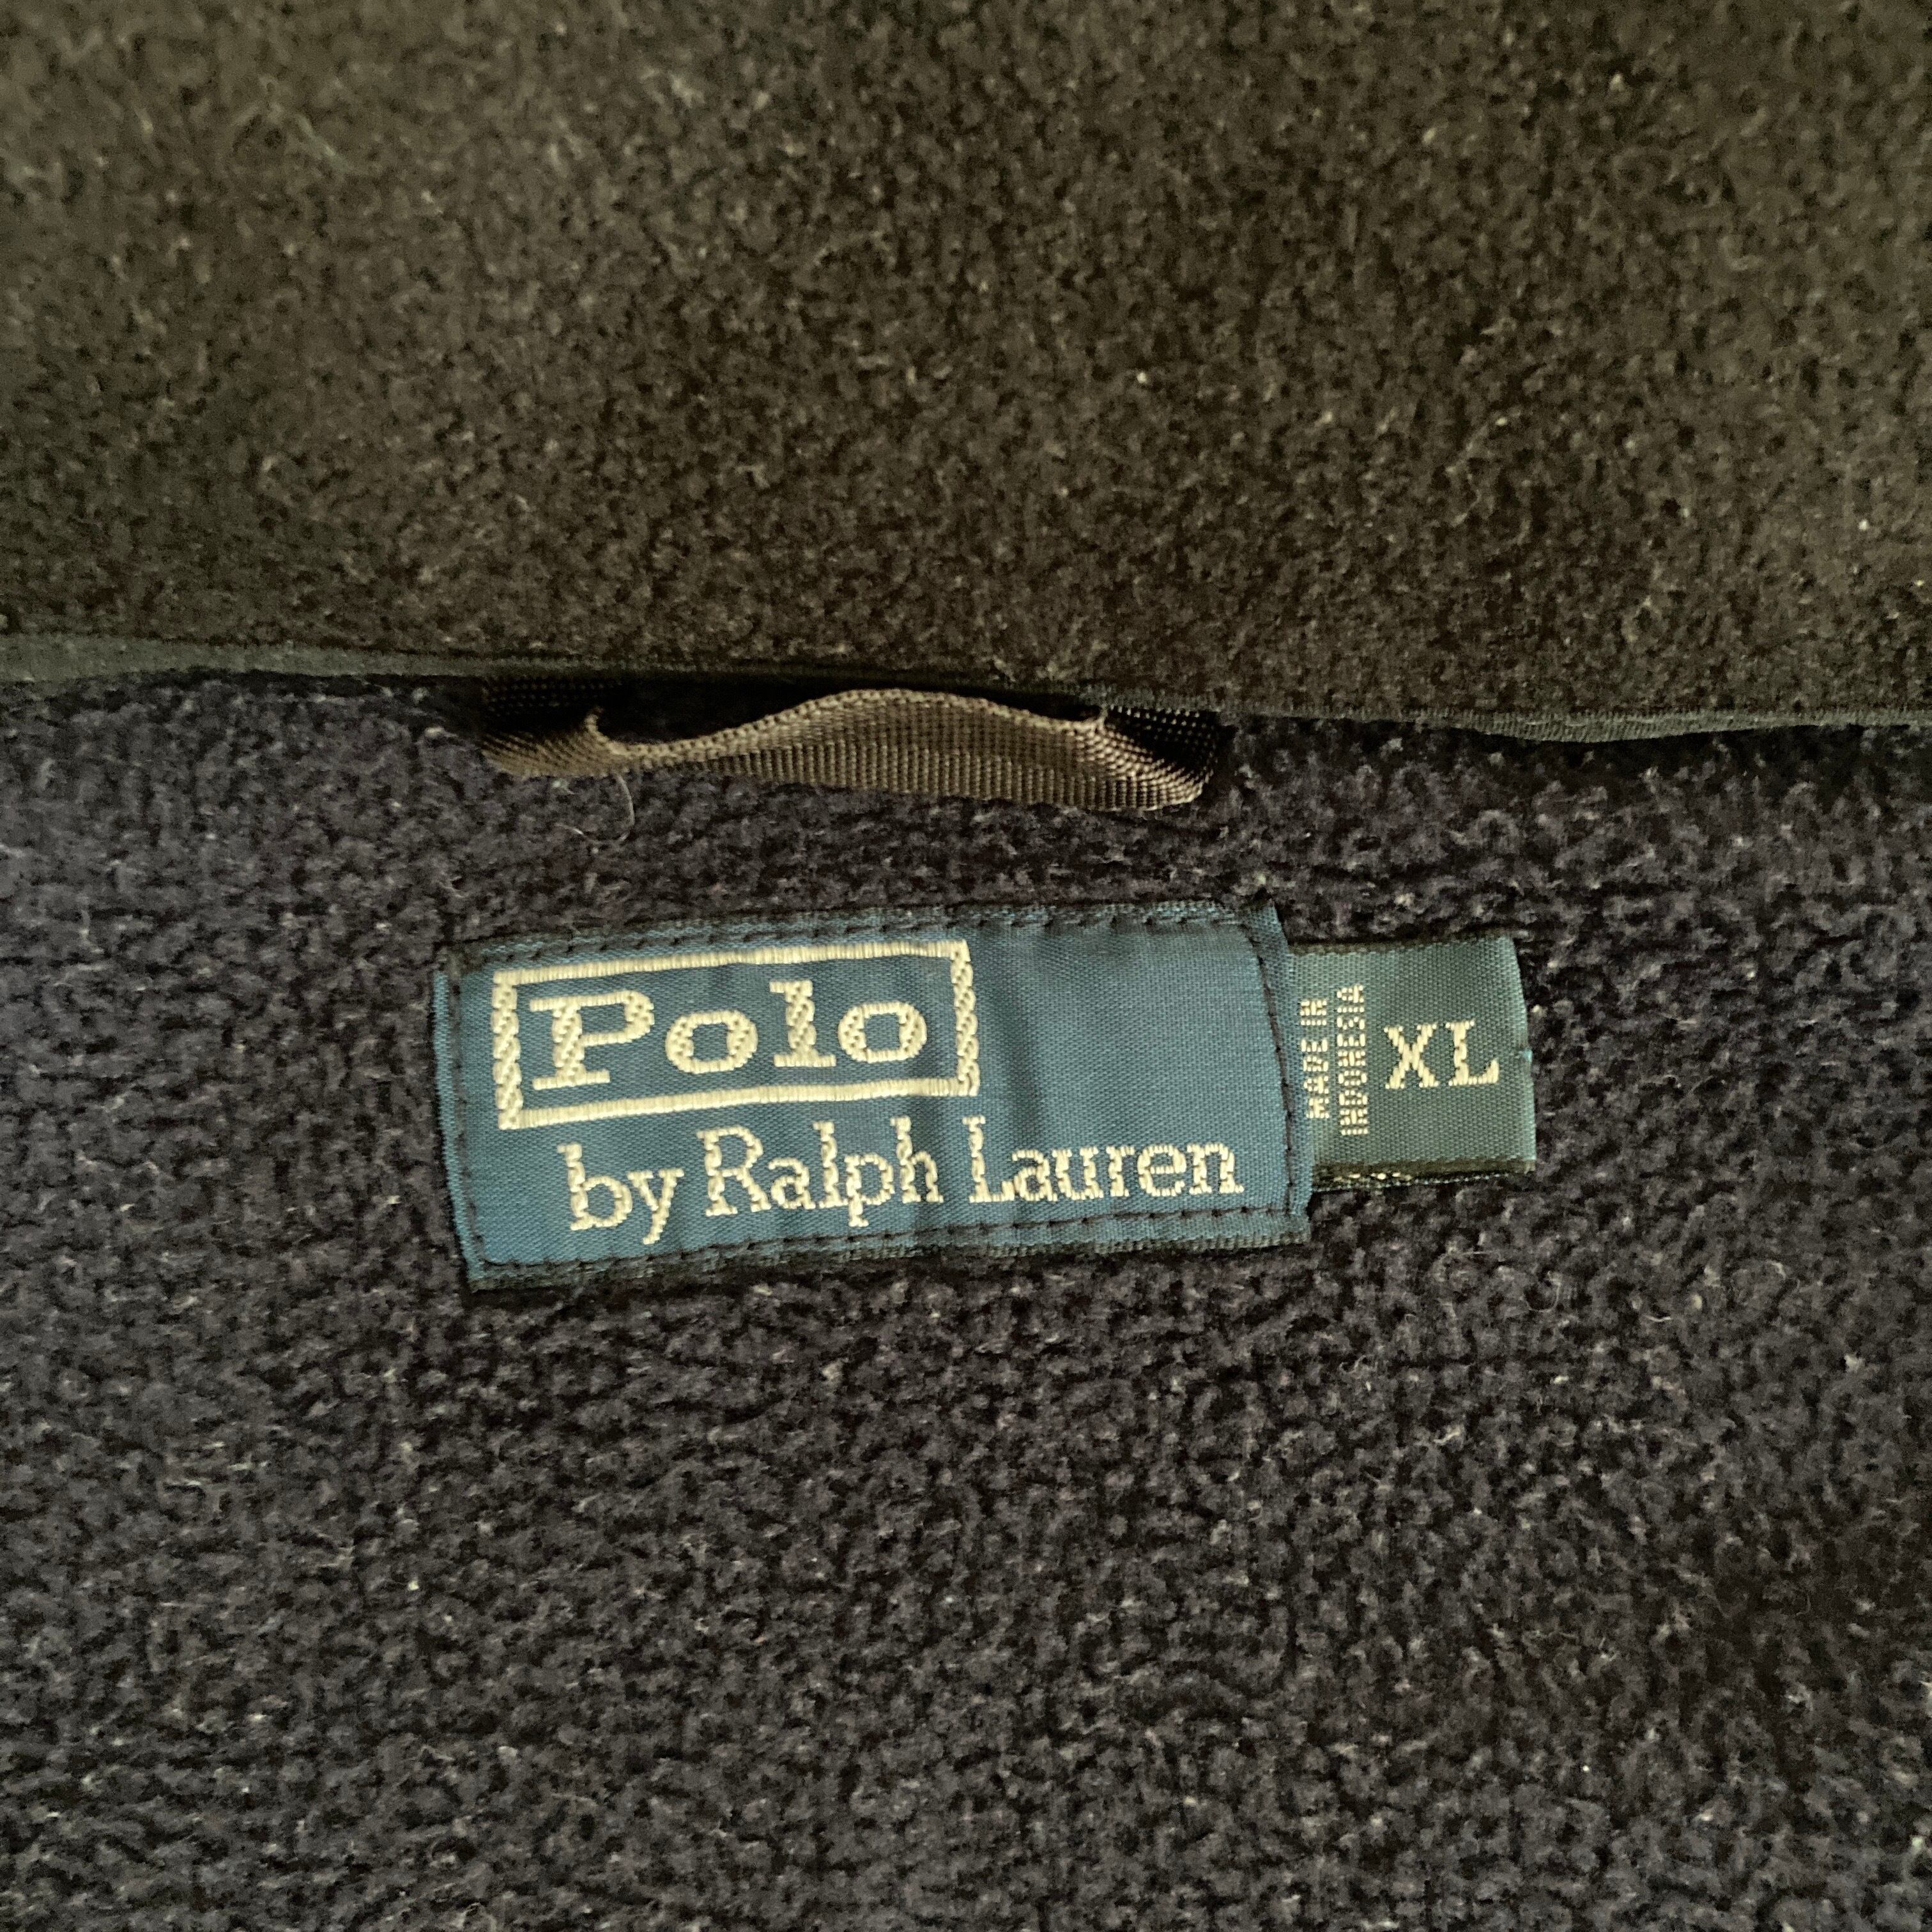 Polo
by Ralph Lauren
MADE IN
INDONESIA
XL